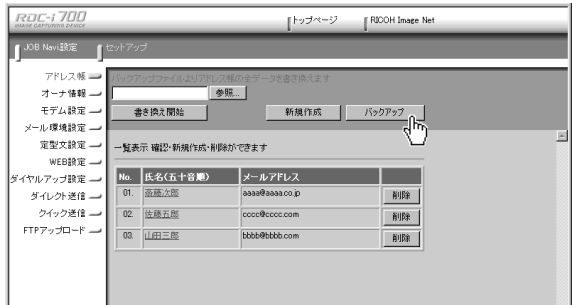 RDC-i 700
IMAGE CAPTURING DEVICE
トップページ
RICOH Image Net
JOB Navi設定
セットアップ
アドレス帳
オーナ情報
モデム設定
メール環境設定
定型文設定
WEB設定
ダイヤルアップ設定
ダイレクト送信
クイック送信
FTPアップロード
バックアップファイルよりアドレス帳の全データを書き換えます
参照...
書き換え開始
新規作成
バックアップ
一覧表示 確認・新規作成・削除ができます
No. 氏名(五十音順) メールアドレス
01. 斎藤次郎 aaaa@aaaa.co.jp 削除
02. 佐藤五郎 cccc@cccc.com 削除
03. 山田三郎 bbbb@bbbb.com 削除